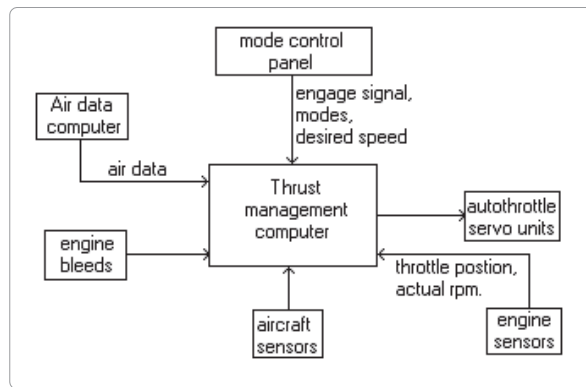 mode control
panel
engage signal,
modes,
desired speed
Air data
computer
air data
Thrust
management
computer
autothrottle
servo units
engine
bleeds
throttle postion,
actual rpm.
aircraft
sensors
engine
sensors